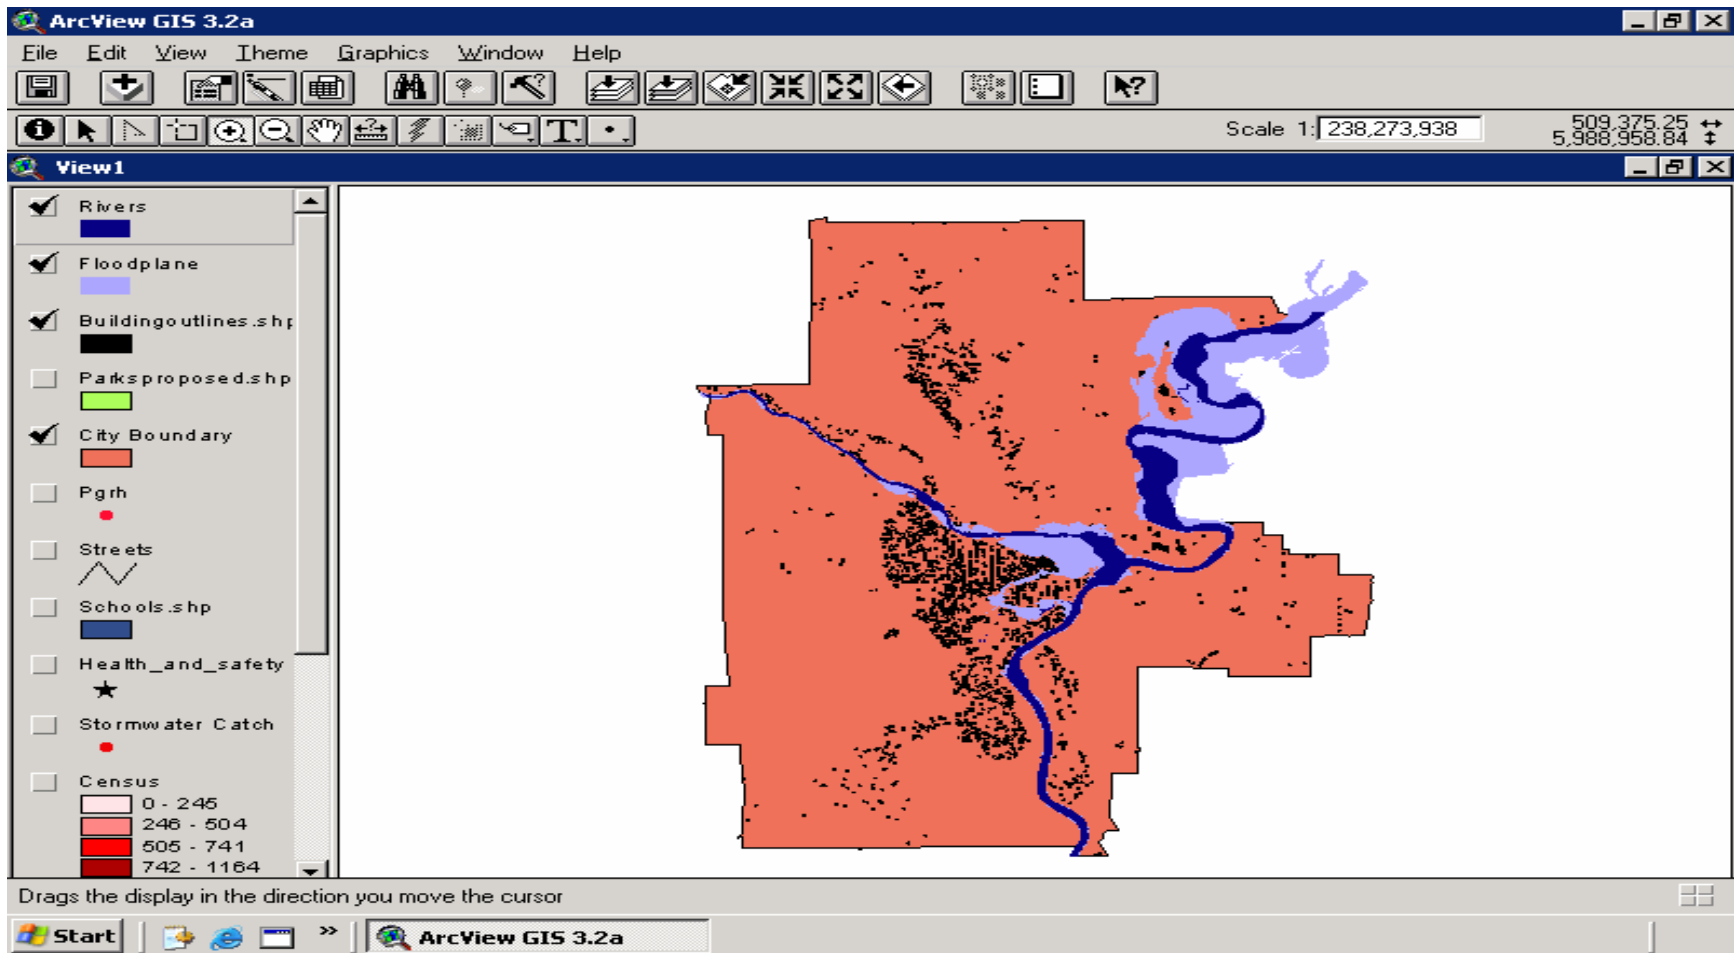 ArcView GIS 3.2a
File Edit View Theme Graphics Window Help
Scale 1: 238,273,938
509,375.25
5,988,958.84
View1
Rivers
Floodplane
Buildingoutlines.shp
Parksproposed.shp
City Boundary
Pgrh
Streets
Schools.shp
Health_and_safety
Stormwater Catch
Census
0 - 245
246 - 504
505 - 741
742 - 1164
Drags the display in the direction you move the cursor
Start » ArcView GIS 3.2a